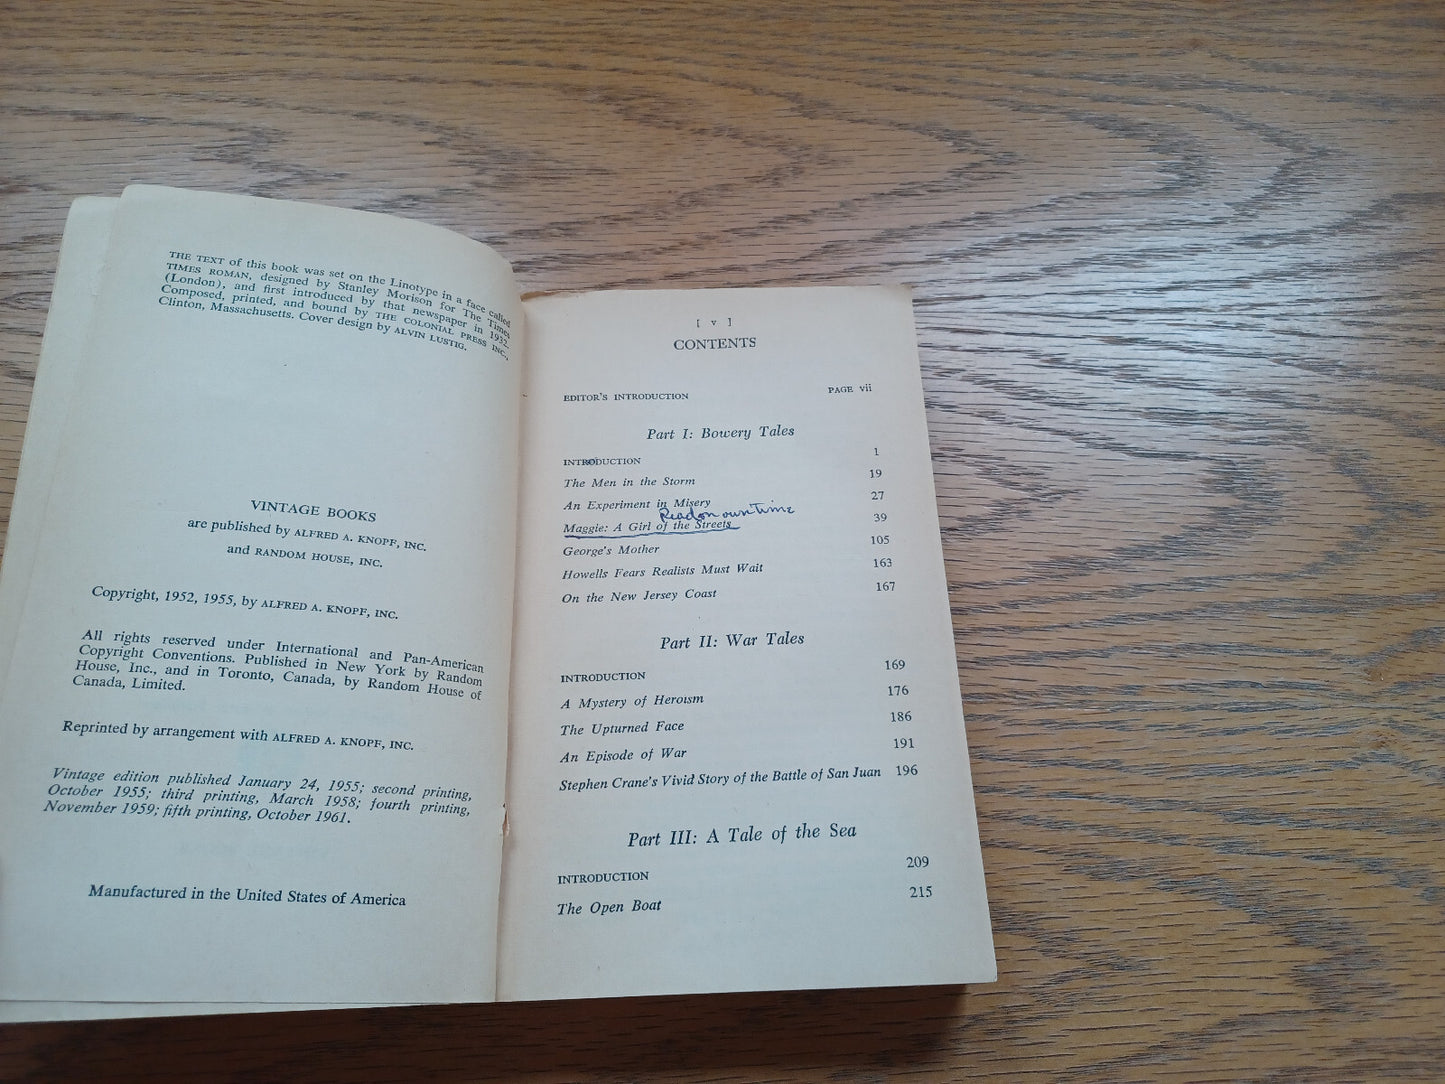 THE TEXT of this book was set on the Linotype in a face called
TIMES ROMAN, designed by Stanley Morison for The Times
(London), and first introduced by that newspaper in 1932.
Composed, printed, and bound by THE COLONIAL PRESS INC.,
Clinton, Massachusetts. Cover design by ALVIN LUSTIG.
VINTAGE BOOKS
are published by ALFRED A. KNOPF, INC.
and RANDOM HOUSE, INC.
Copyright, 1952, 1955, by ALFRED A. KNOPF, INC.
All rights reserved under International and Pan-American
Copyright Conventions. Published in New York by Random
House, Inc., and in Toronto, Canada, by Random House of
Canada, Limited.
Reprinted by arrangement with ALFRED A. KNOPF, INC.
Vintage edition published January 24, 1955; second printing,
October 1955; third printing, March 1958; fourth printing,
November 1959; fifth printing, October 1961.
Manufactured in the United States of America
[ v ]
CONTENTS
EDITOR'S INTRODUCTION PAGE vii
Part I: Bowery Tales
INTRODUCTION 1
The Men in the Storm 19
An Experiment in Misery 27
Read on own time
Maggie: A Girl of the Streets 39
George's Mother 105
Howells Fears Realists Must Wait 163
On the New Jersey Coast 167
Part II: War Tales
INTRODUCTION 169
A Mystery of Heroism 176
The Upturned Face 186
An Episode of War 191
Stephen Crane's Vivid Story of the Battle of San Juan 196
Part III: A Tale of the Sea
INTRODUCTION 209
The Open Boat 215